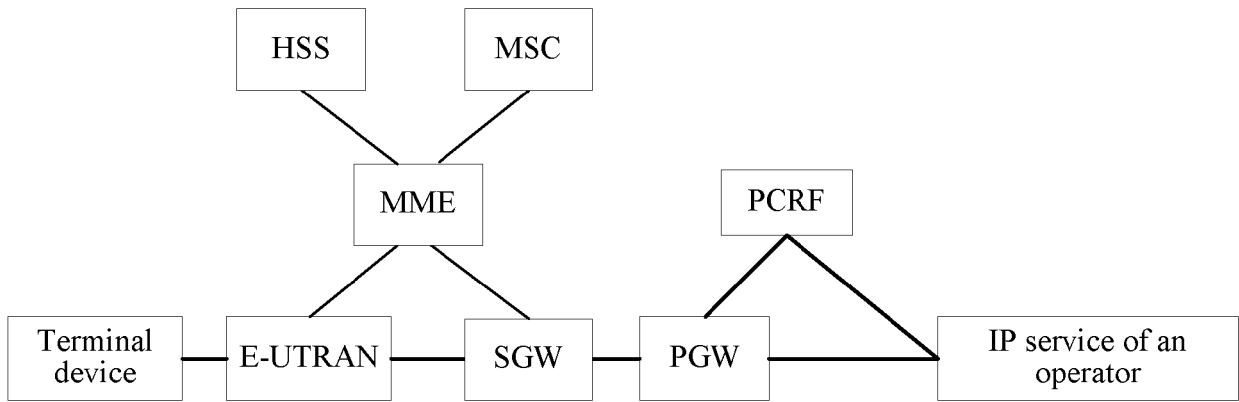 HSS
MSC
MME
PCRF
Terminal
device
E-UTRAN
SGW
PGW
IP service of an
operator